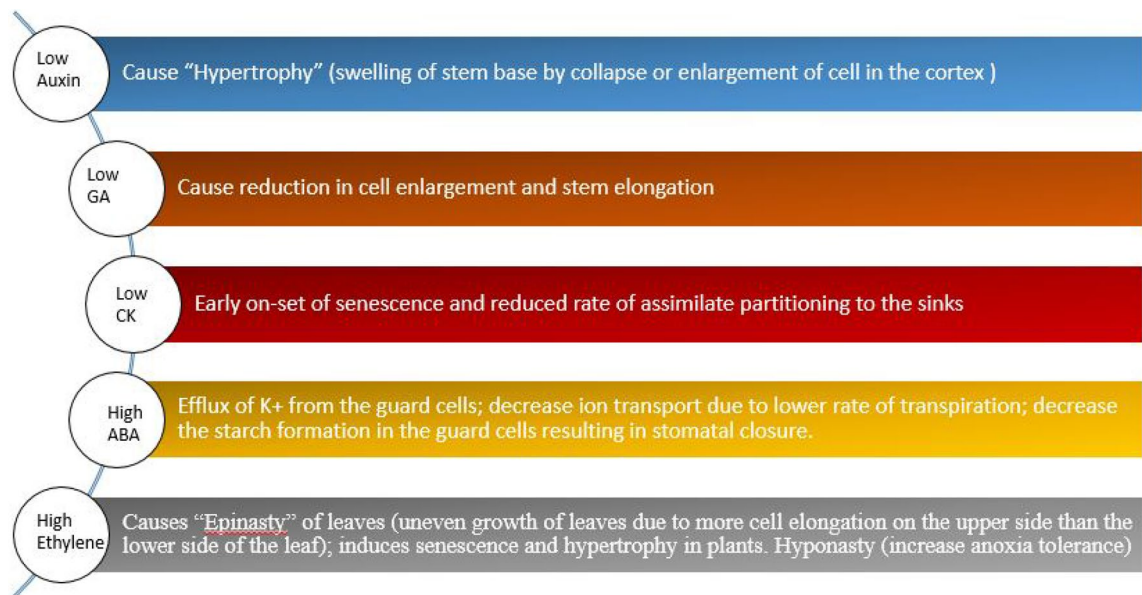 Low
Auxin
Cause “Hypertrophy” (swelling of stem base by collapse or enlargement of cell in the cortex )
Low
GA
Cause reduction in cell enlargement and stem elongation
Low
CK
Early on-set of senescence and reduced rate of assimilate partitioning to the sinks
High
ABA
Efflux of K+ from the guard cells; decrease ion transport due to lower rate of transpiration; decrease
the starch formation in the guard cells resulting in stomatal closure.
High
Ethylene
Causes “Epinasty” of leaves (uneven growth of leaves due to more cell elongation on the upper side than the
lower side of the leaf); induces senescence and hypertrophy in plants. Hyponasty (increase anoxia tolerance)